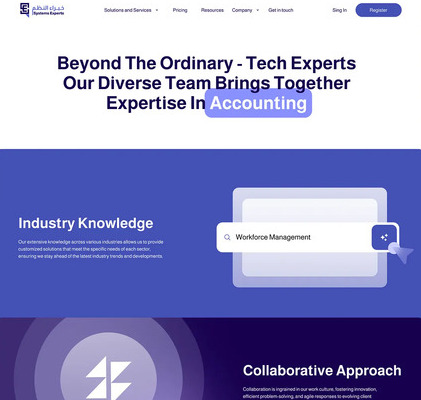 خبراء النظم
Systems Experts
Solutions and Services
Pricing
Resources
Company
Get in touch
Sing In
Register
Beyond The Ordinary - Tech Experts
Our Diverse Team Brings Together
Expertise In Accounting
Industry Knowledge
Our extensive knowledge across various industries allows us to provide
customized solutions that meet the specific needs of each sector,
ensuring we stay ahead of the latest industry trends and developments.
Workforce Management
Collaborative Approach
Collaboration is ingrained in our work culture, fostering innovation,
efficient problem-solving, and agile responses to evolving client